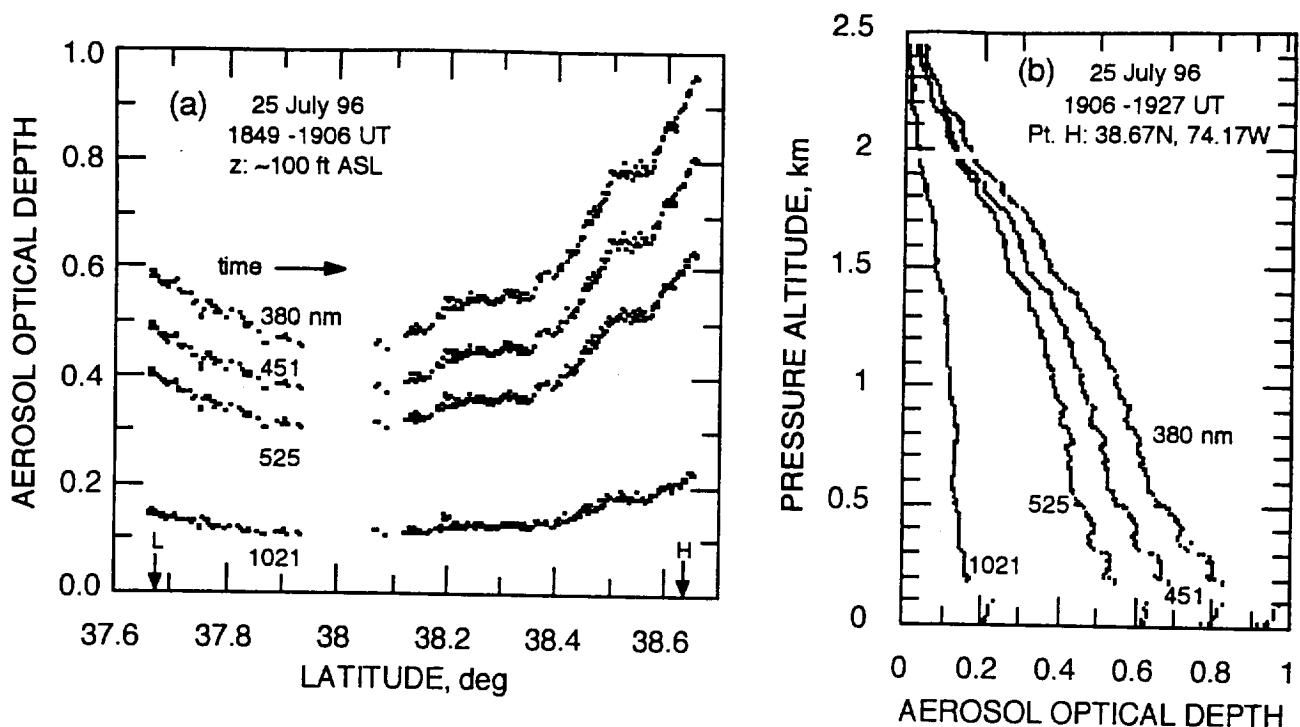 AEROSOL OPTICAL DEPTH
1.0
0.8
0.6
0.4
0.2
0.0
(a)
25 July 96
1849 -1906 UT
z: ~100 ft ASL
time
380 nm
451
525
1021
L
H
37.6
37.8
38
38.2
38.4
38.6
LATITUDE, deg
PRESSURE ALTITUDE, km
2.5
2
1.5
1
0.5
0
(b)
25 July 96
1906 -1927 UT
Pt. H: 38.67N, 74.17W
380 nm
525
1021
451
0
0.2
0.4
0.6
0.8
1
AEROSOL OPTICAL DEPTH